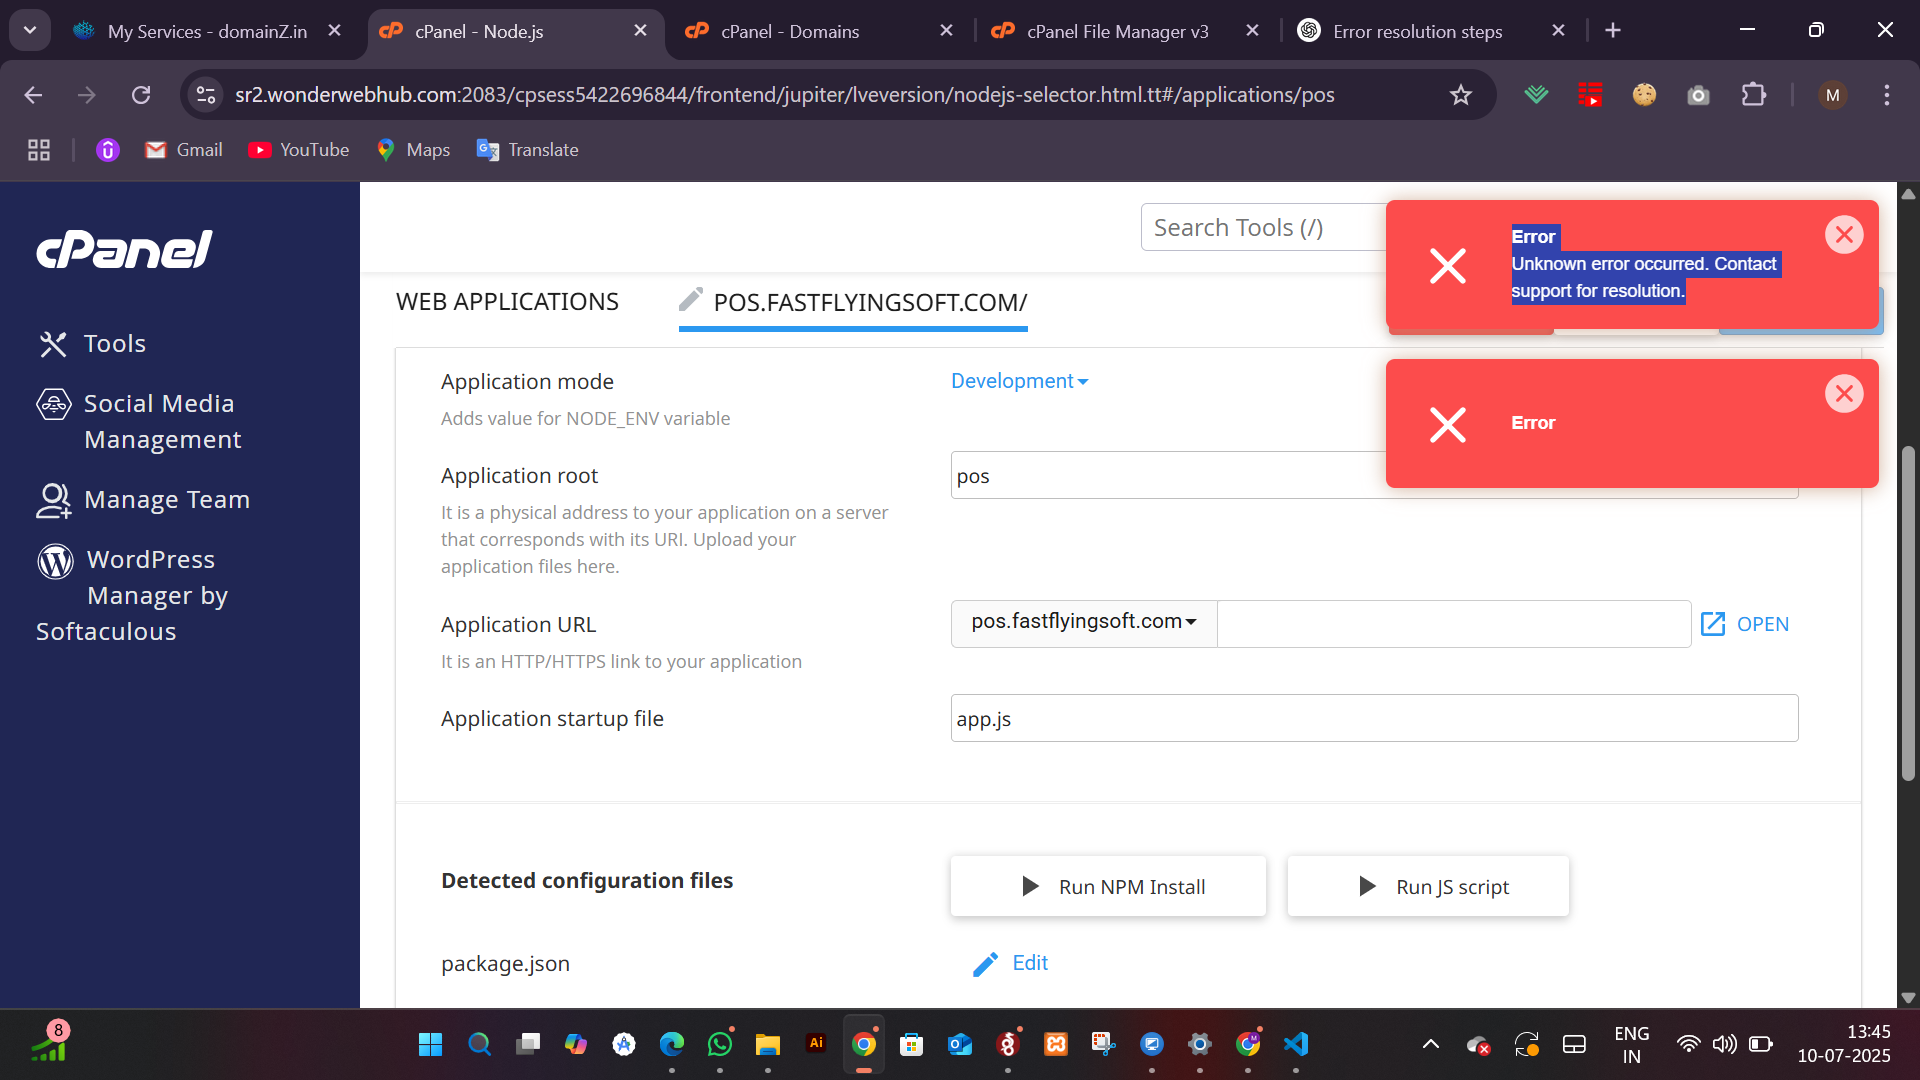 My Services - domainZ.in
cPanel - Node.js
cPanel - Domains
cPanel File Manager v3
Error resolution steps
sr2.wonderwebhub.com:2083/cpsess5422696844/frontend/jupiter/lveversion/nodejs-selector.html.tt#/applications/pos
M
Gmail
YouTube
Maps
Translate
cPanel
Tools
Social Media
Management
Manage Team
WordPress
Manager by
Softaculous
Search Tools (/)
WEB APPLICATIONS
POS.FASTFLYINGSOFT.COM/
Error
Unknown error occurred. Contact
support for resolution.
Error
Application mode
Development
Adds value for NODE_ENV variable
Application root
pos
It is a physical address to your application on a server
that corresponds with its URI. Upload your
application files here.
Application URL
pos.fastflyingsoft.com
OPEN
It is an HTTP/HTTPS link to your application
Application startup file
app.js
Detected configuration files
Run NPM Install
Run JS script
package.json
Edit
8
Ai
ENG
IN
13:45
10-07-2025